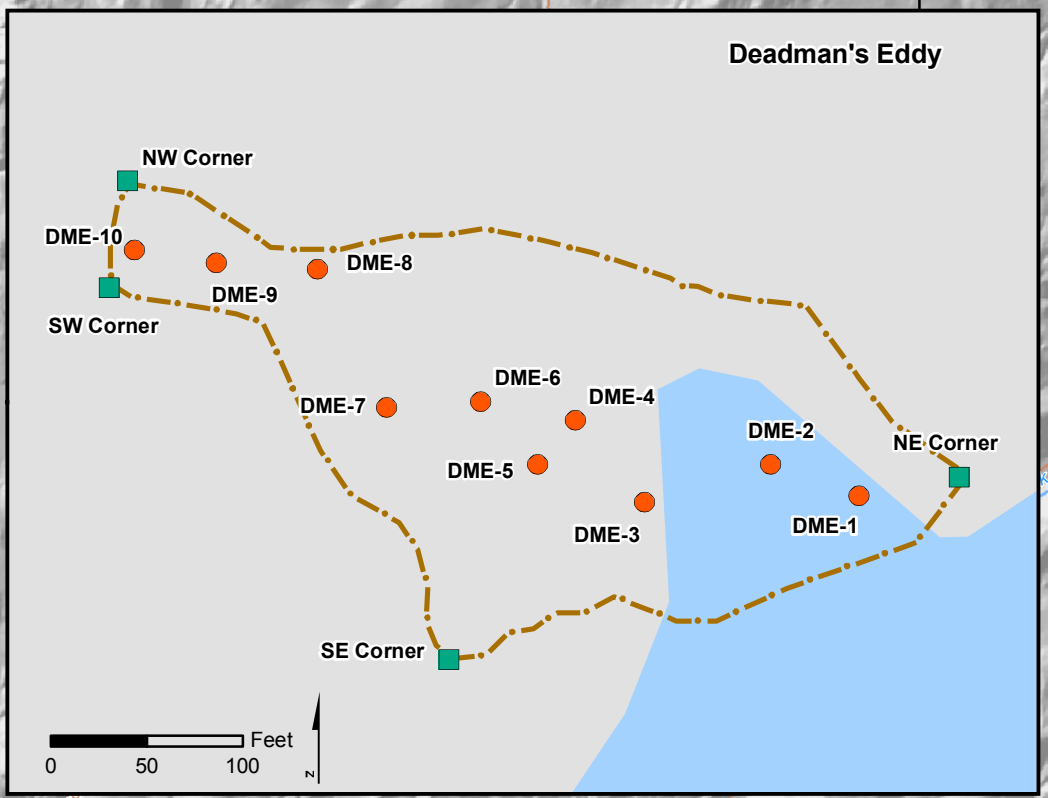 Deadman's Eddy
NW Corner
DME-10
DME-8
DME-9
SW Corner
DME-6
DME-4
DME-7
DME-2
NE Corner
DME-5
DME-1
DME-3
SE Corner
Feet
0 50 100
N